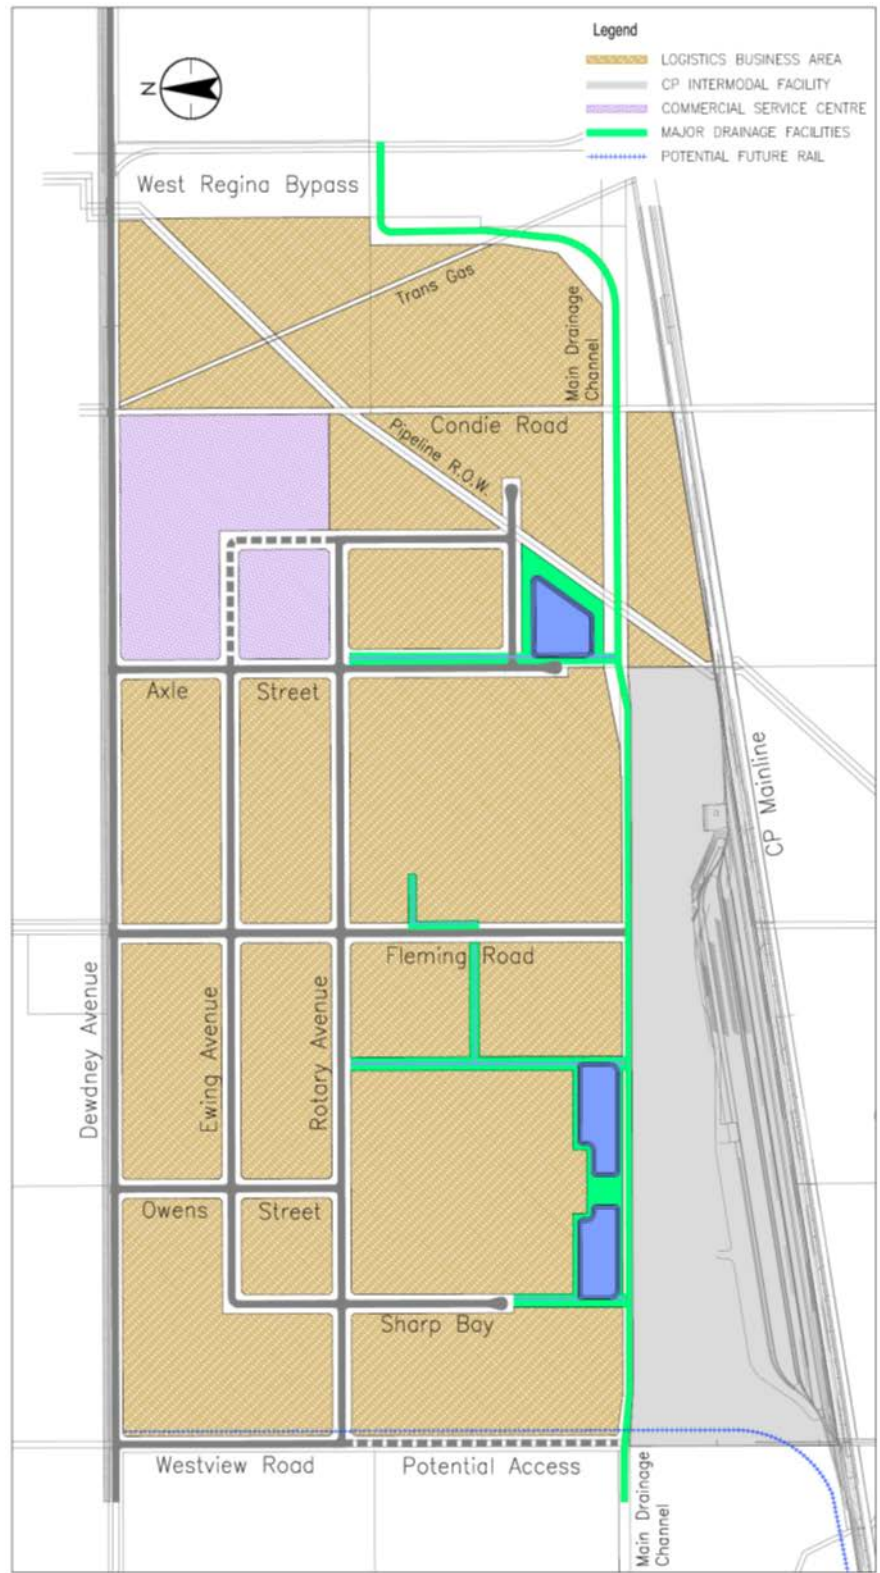 Legend
LOGISTICS BUSINESS AREA
CP INTERMODAL FACILITY
COMMERCIAL SERVICE CENTRE
MAJOR DRAINAGE FACILITIES
POTENTIAL FUTURE RAIL
N
West Regina Bypass
Trans Gas
Main Drainage
Channel
Condie Road
Pipeline R.O.W.
Axle Street
CP Mainline
Fleming Road
Dewdney Avenue
Ewing Avenue
Rotary Avenue
Owens Street
Sharp Bay
Westview Road
Potential Access
Main Drainage
Channel